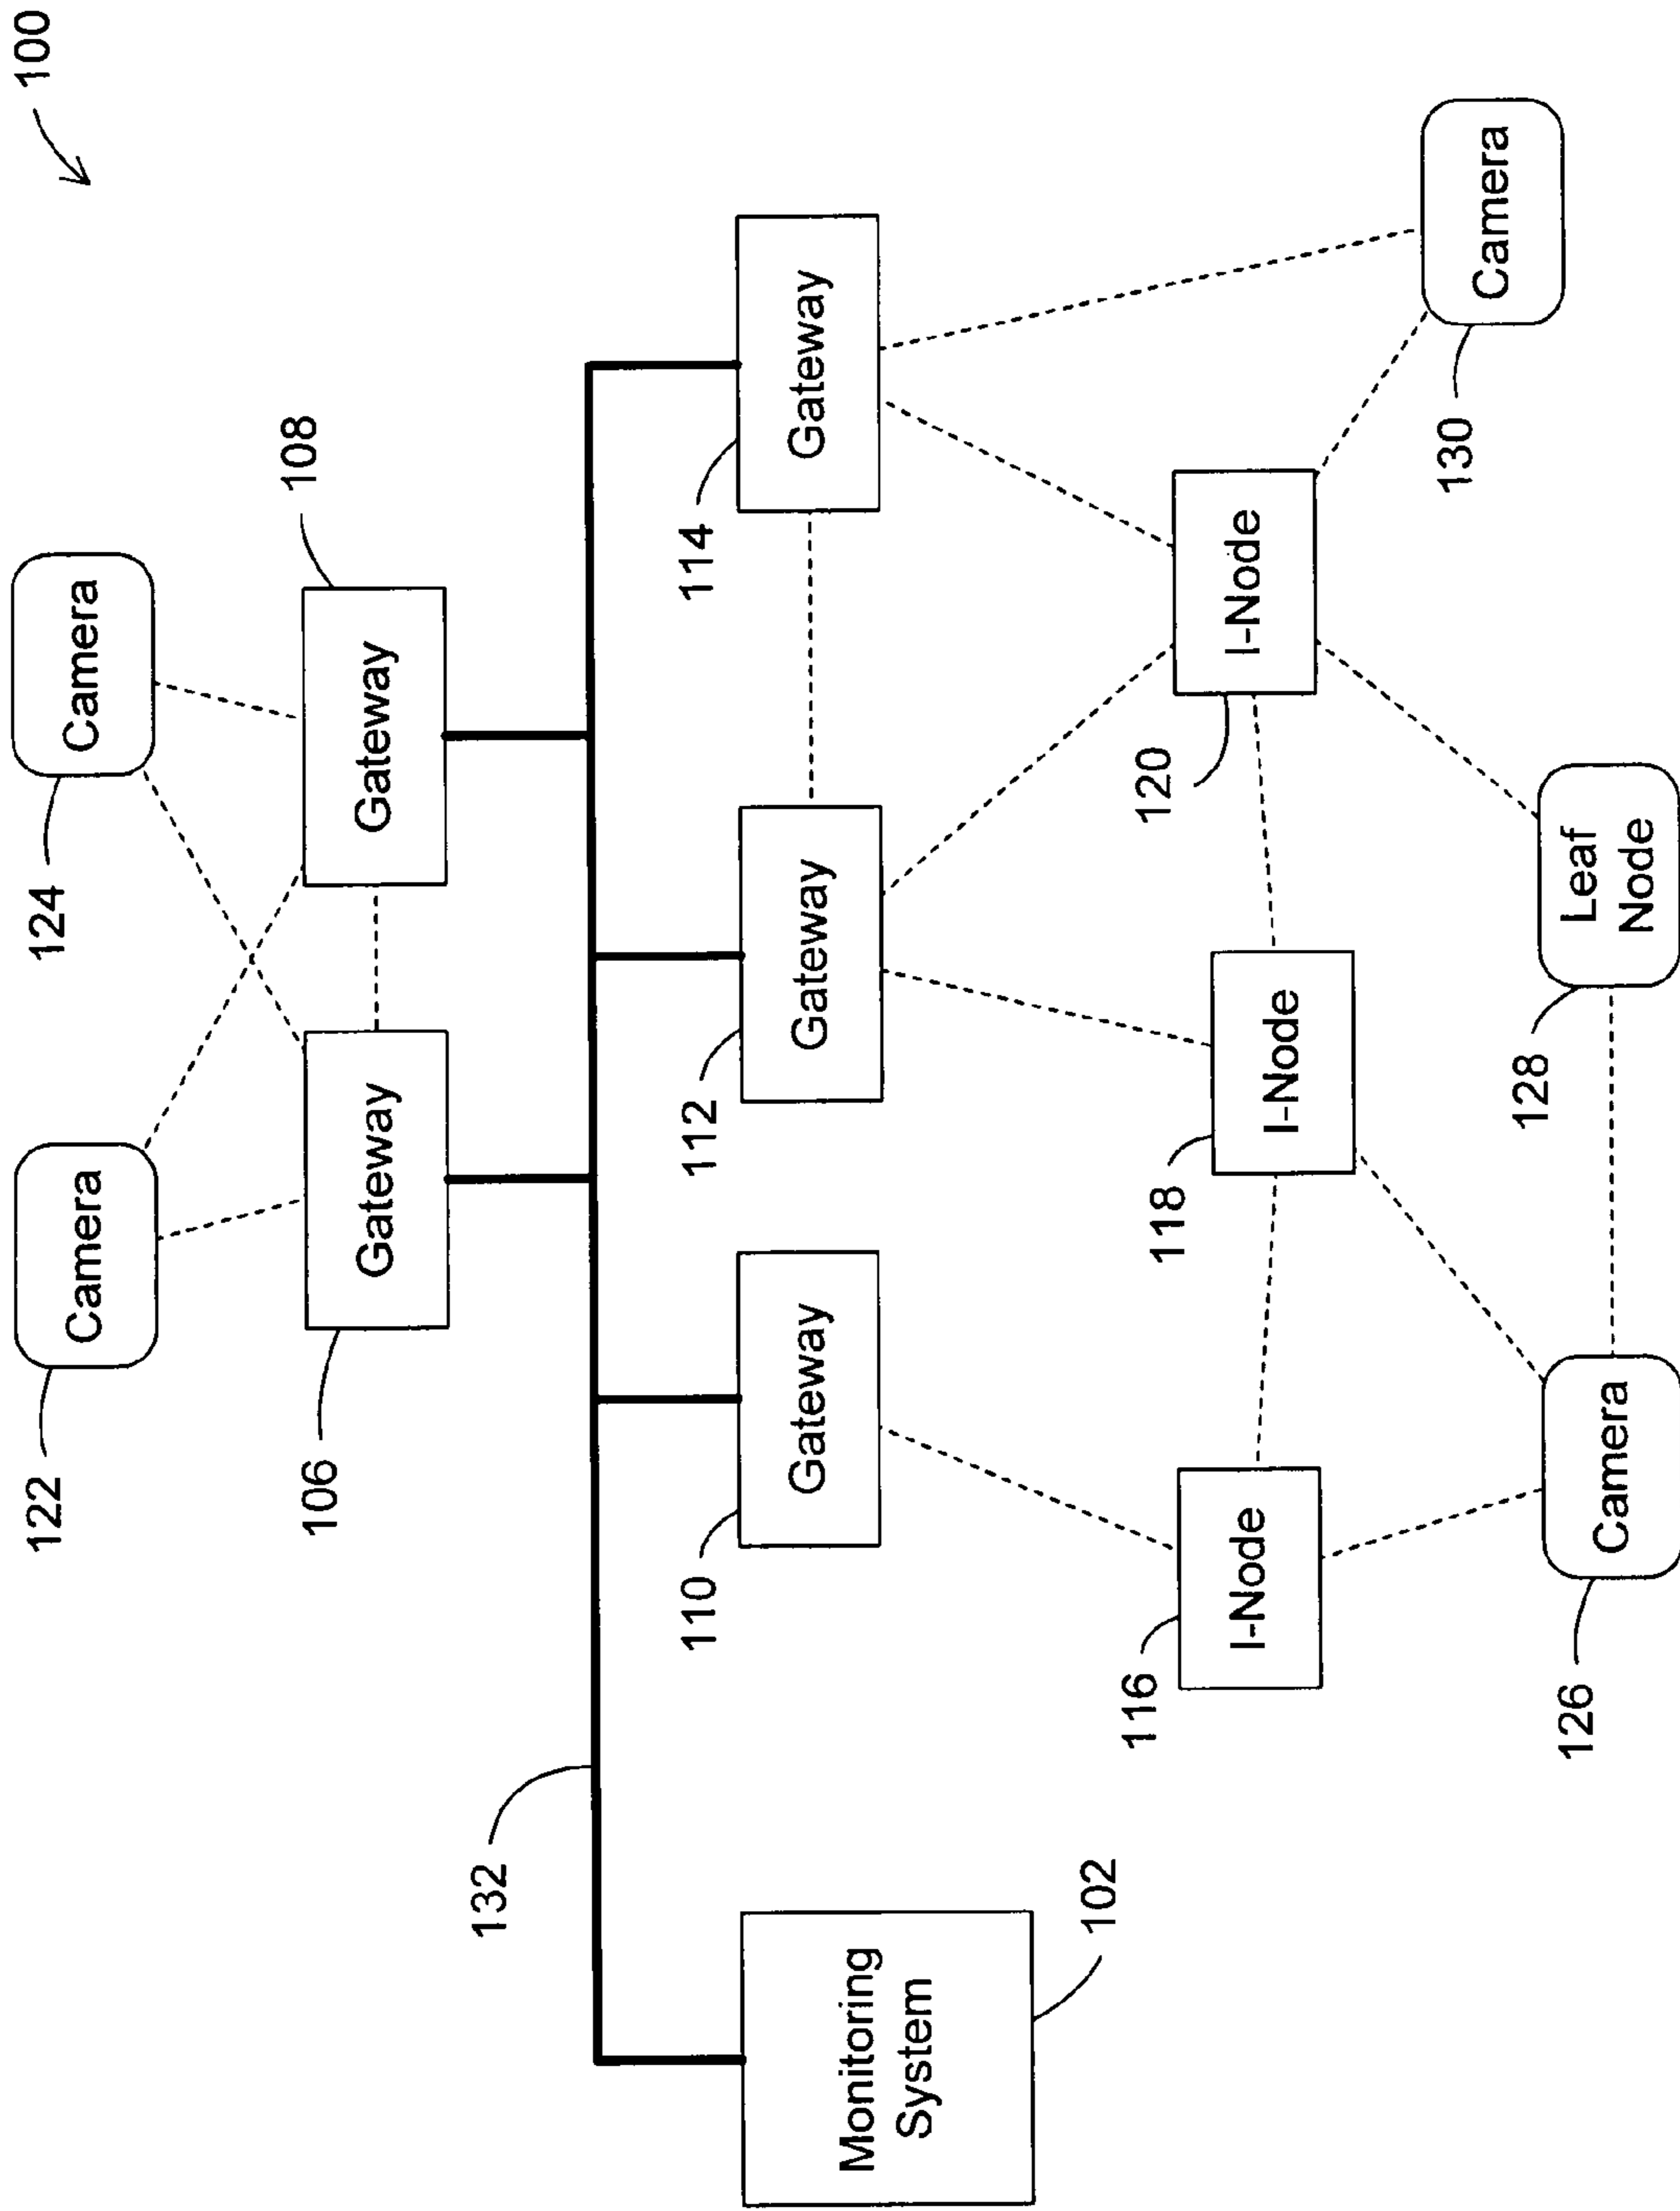 100
122
Camera
124
Camera
106
Gateway
Gateway
108
132
Monitoring
System
102
110
Gateway
112
Gateway
114
Gateway
116
I-Node
118
I-Node
120
I-Node
126
Camera
128
Leaf
Node
130
Camera